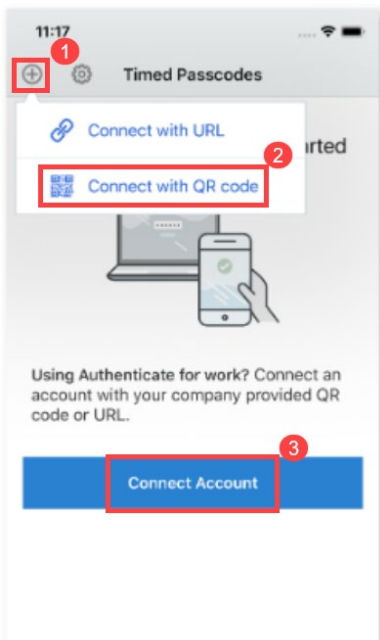 11:17
1
Timed Passcodes
Connect with URL
rted
2
Connect with QR code
Using Authenticate for work? Connect an
account with your company provided QR
code or URL.
3
Connect Account